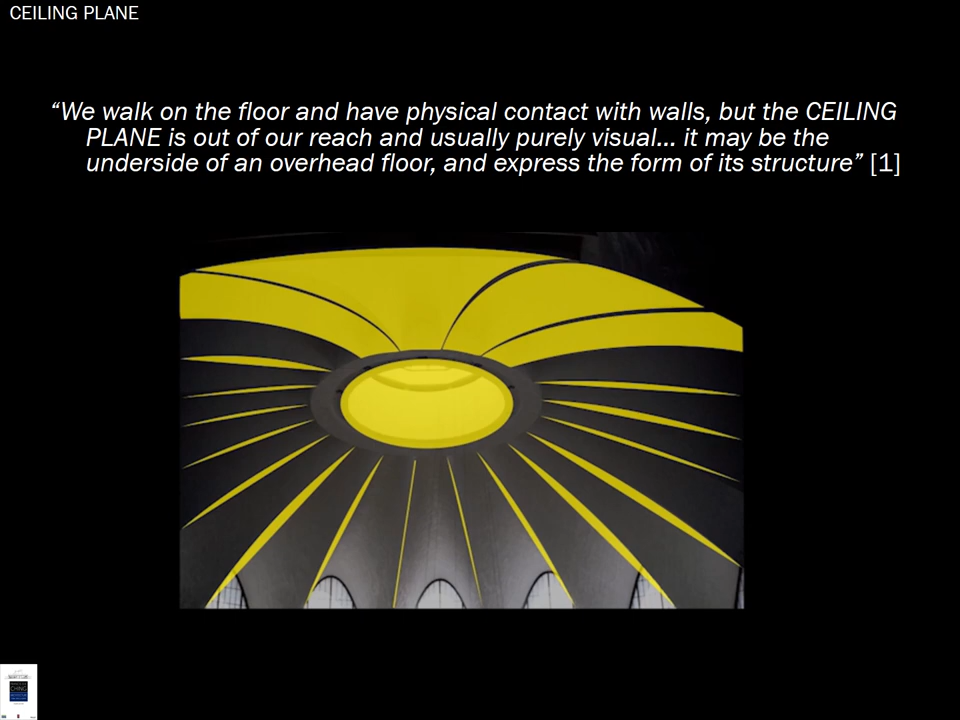 CEILING PLANE
“We walk on the floor and have physical contact with walls, but the CEILING
PLANE is out of our reach and usually purely visual... it may be the
underside of an overhead floor, and express the form of its structure” [1]
CHING